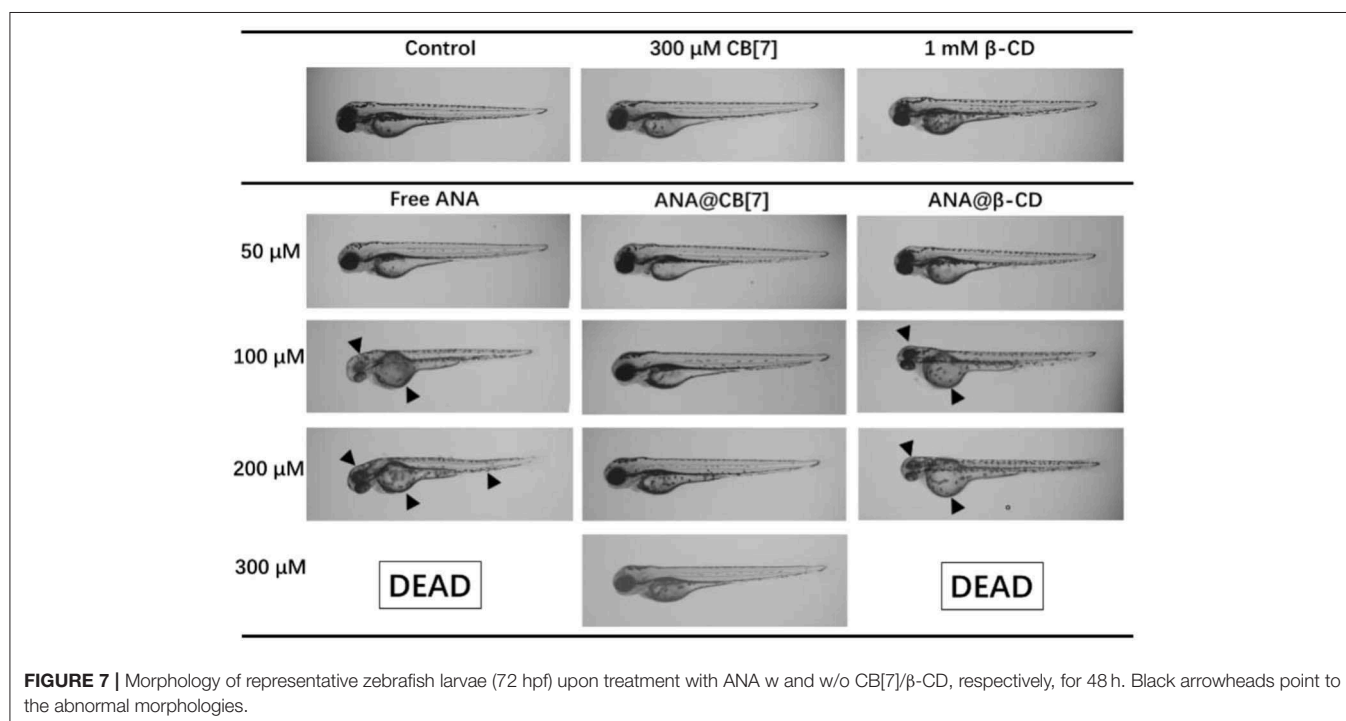 Control 300 μM CB[7] 1 mM β-CD
Free ANA ANA@CB[7] ANA@β-CD
50 μM
100 μM
200 μM
300 μM
DEAD DEAD
FIGURE 7 | Morphology of representative zebrafish larvae (72 hpf) upon treatment with ANA w and w/o CB[7]/β-CD, respectively, for 48 h. Black arrowheads point to
the abnormal morphologies.